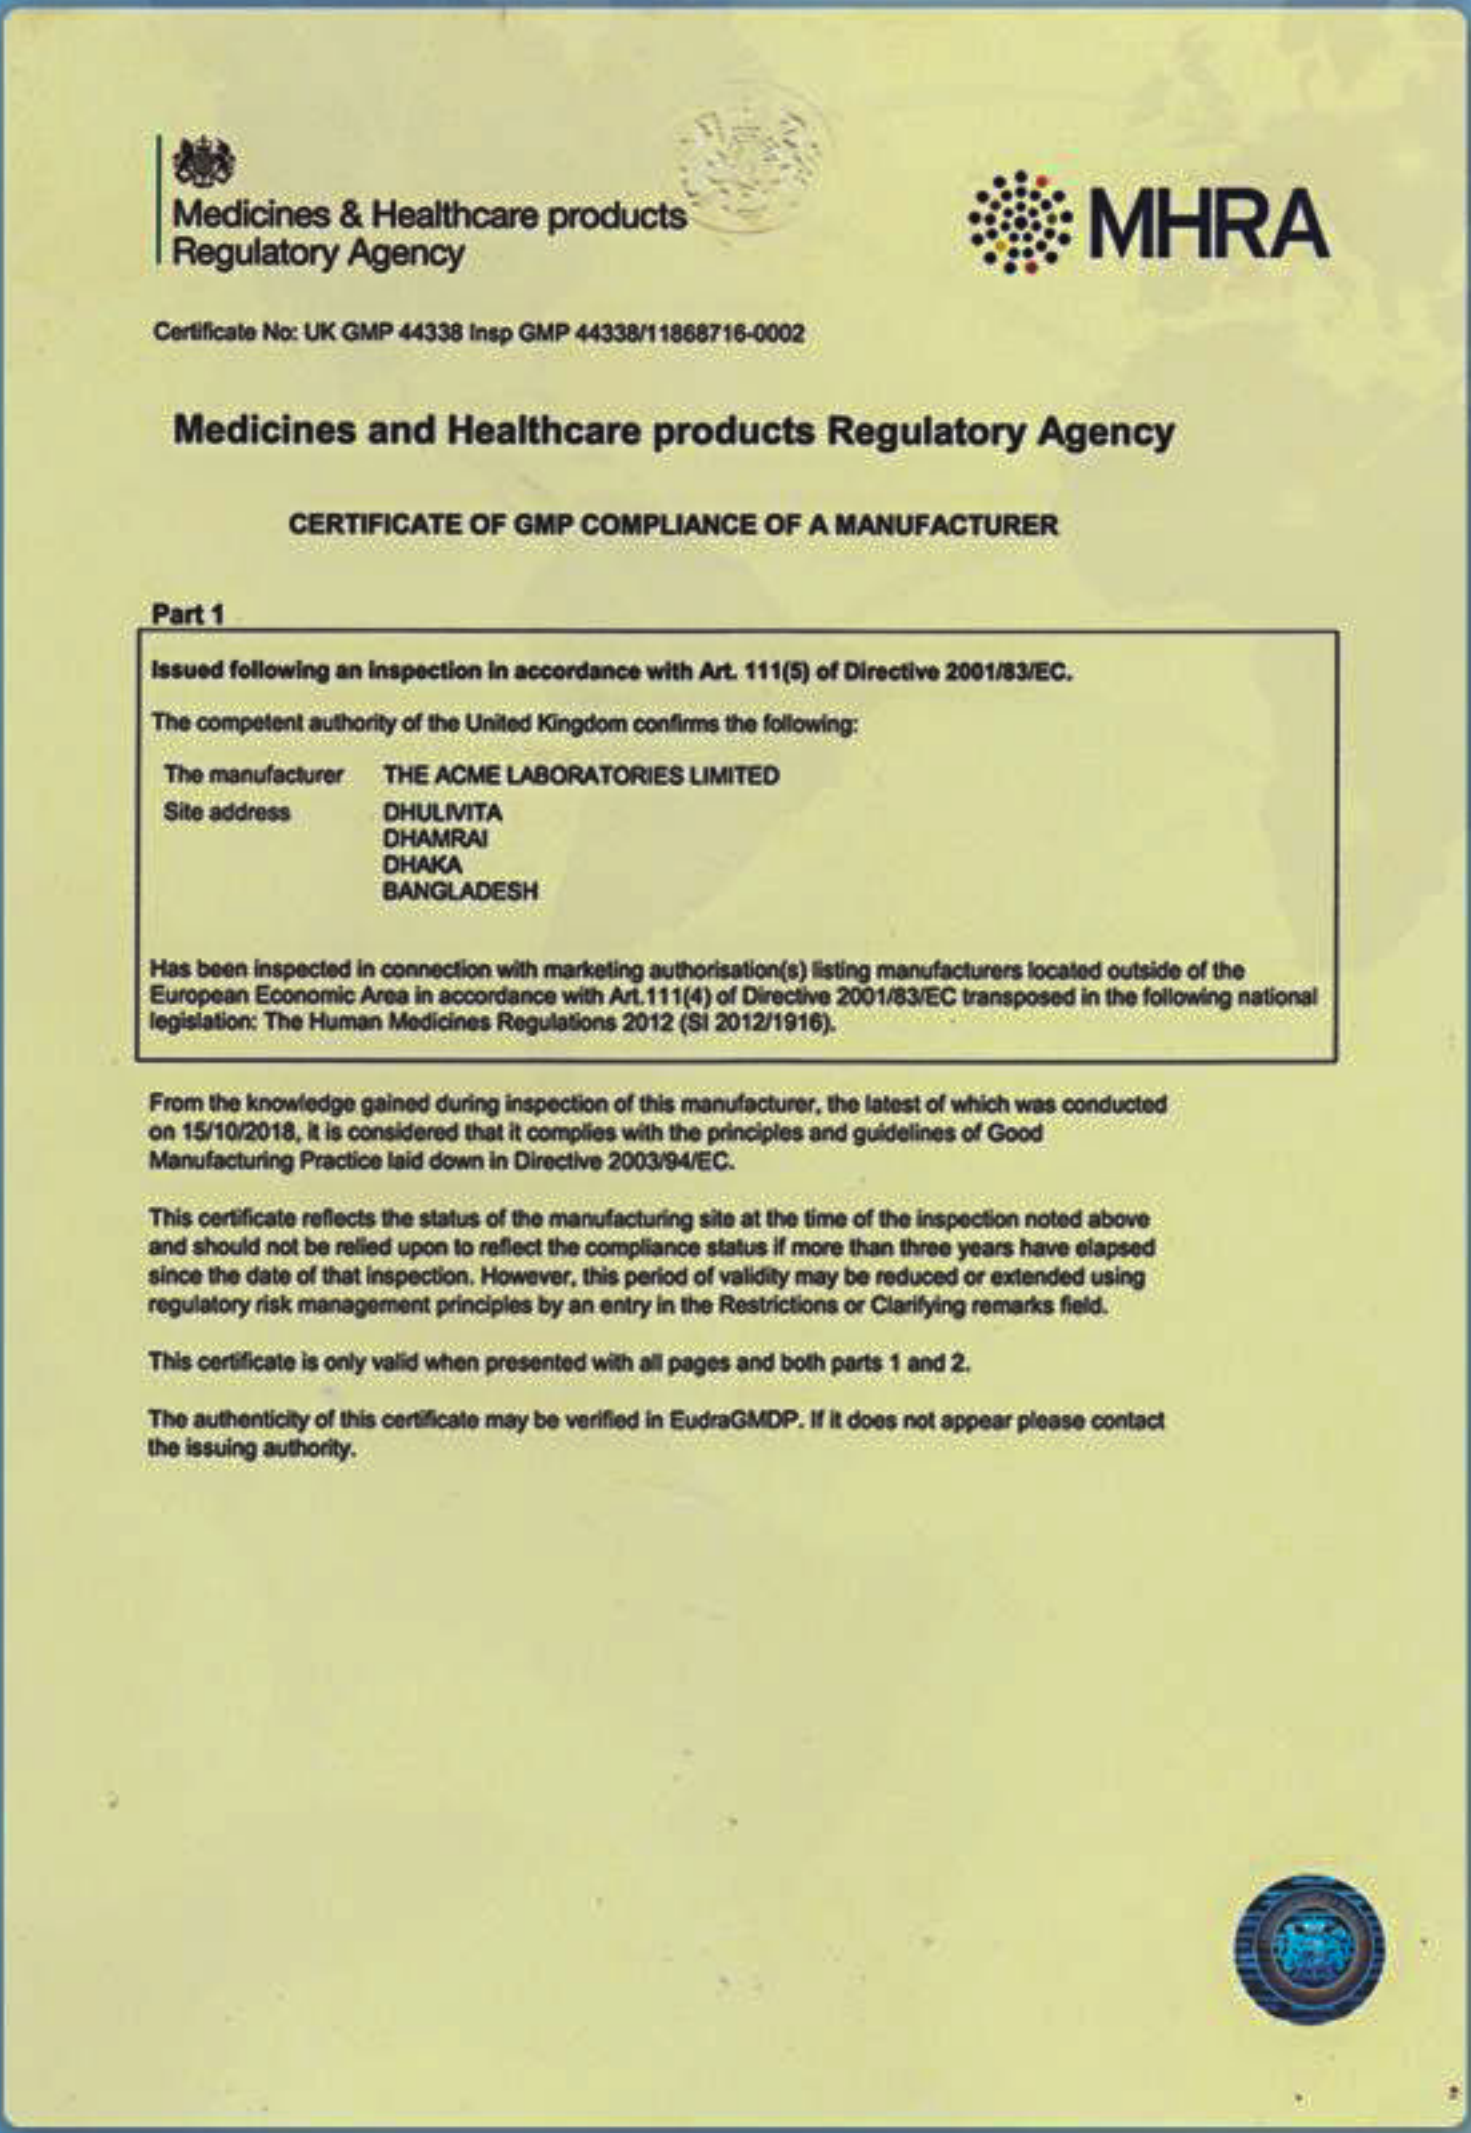 Medicines & Healthcare products
Regulatory Agency
MHRA
Certificate No: UK GMP 44338 Insp GMP 44338/11868716-0002
Medicines and Healthcare products Regulatory Agency
CERTIFICATE OF GMP COMPLIANCE OF A MANUFACTURER
Part 1
Issued following an inspection in accordance with Art. 111(5) of Directive 2001/83/EC.
The competent authority of the United Kingdom confirms the following:
The manufacturer THE ACME LABORATORIES LIMITED
Site address DHULIVITA
DHAMRAI
DHAKA
BANGLADESH
Has been inspected in connection with marketing authorisation(s) listing manufacturers located outside of the
European Economic Area in accordance with Art.111(4) of Directive 2001/83/EC transposed in the following national
legislation: The Human Medicines Regulations 2012 (SI 2012/1916).
From the knowledge gained during inspection of this manufacturer, the latest of which was conducted
on 15/10/2018, it is considered that it complies with the principles and guidelines of Good
Manufacturing Practice laid down in Directive 2003/94/EC.
This certificate reflects the status of the manufacturing site at the time of the inspection noted above
and should not be relied upon to reflect the compliance status if more than three years have elapsed
since the date of that inspection. However, this period of validity may be reduced or extended using
regulatory risk management principles by an entry in the Restrictions or Clarifying remarks field.
This certificate is only valid when presented with all pages and both parts 1 and 2.
The authenticity of this certificate may be verified in EudraGMDP. If it does not appear please contact
the issuing authority.